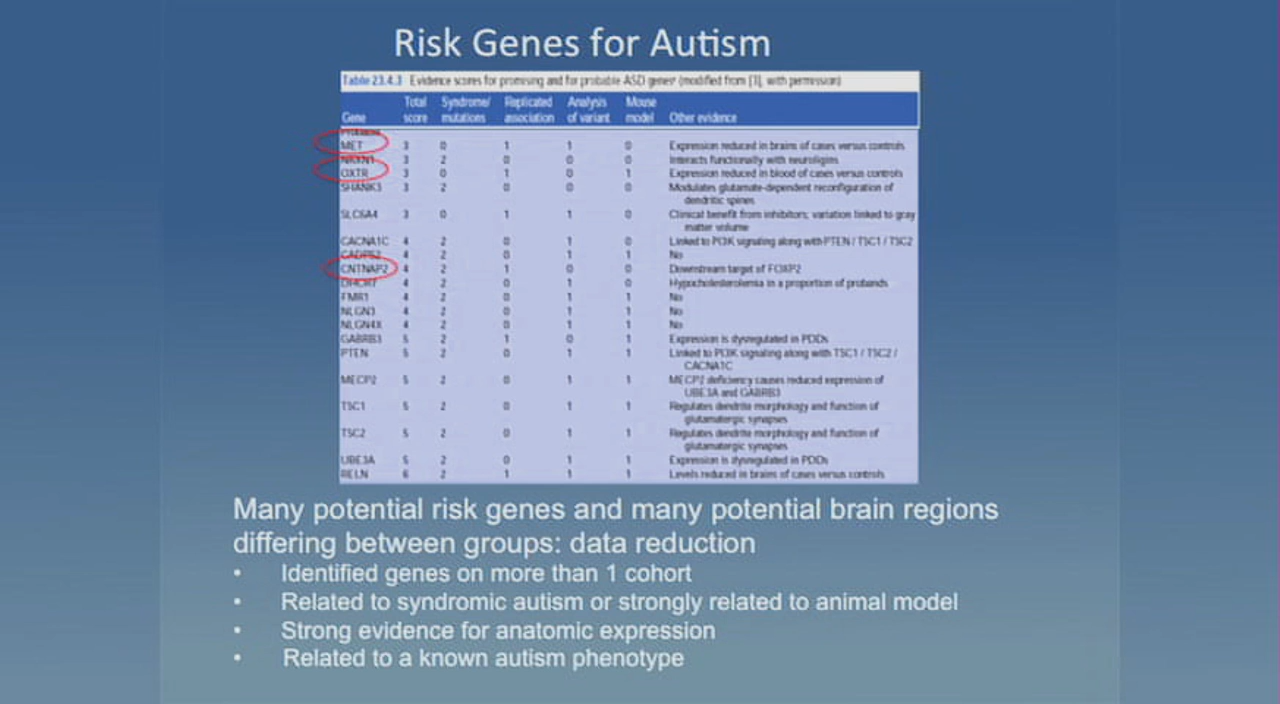 Risk Genes for Autism
Table 23.4.3 Evidence scores for promising and for probable ASD genes (modified from [1], with permission)
Gene Total score Syndrome/ mutations Replicated association Analysis of variant Mouse model Other evidence
MET 3 0 1 1 0 Expression reduced in brains of cases versus controls
NRXN1 3 2 0 0 0 Interacts functionally with neuroligins
OXTR 3 0 1 0 1 Expression reduced in blood of cases versus controls
SHANK3 3 2 0 0 0 Modulates glutamate-dependent reconfiguration of
dendritic spines
SLC6A4 3 0 1 1 0 Clinical benefit from inhibitors; variation linked to gray
matter volume
CACNA1C 4 2 0 1 0 Linked to PI3K signaling along with PTEN / TSC1 / TSC2
CADPS2 4 2 0 1 1 No
CNTNAP2 4 2 1 0 0 Downstream target of FOXP2
DHCR7 4 2 0 1 0 Hypocholesterolemia in a proportion of probands
FMR1 4 2 0 1 1 No
NLGN3 4 2 0 1 1 No
NLGN4X 4 2 0 1 1 No
GABRB3 5 2 1 0 1 Expression is dysregulated in PDDs
PTEN 5 2 0 1 1 Linked to PI3K signaling along with TSC1 / TSC2 /
CACNA1C
MECP2 5 2 0 1 1 MECP2 deficiency causes reduced expression of
UBE3A and GABRB3
TSC1 5 2 0 1 1 Regulates dendrite morphology and function of
glutamatergic synapses
TSC2 5 2 0 1 1 Regulates dendrite morphology and function of
glutamatergic synapses
UBE3A 5 2 0 1 1 Expression is dysregulated in PDDs
RELN 6 2 1 1 1 Levels reduced in brains of cases versus controls
Many potential risk genes and many potential brain regions
differing between groups: data reduction
• Identified genes on more than 1 cohort
• Related to syndromic autism or strongly related to animal model
• Strong evidence for anatomic expression
• Related to a known autism phenotype